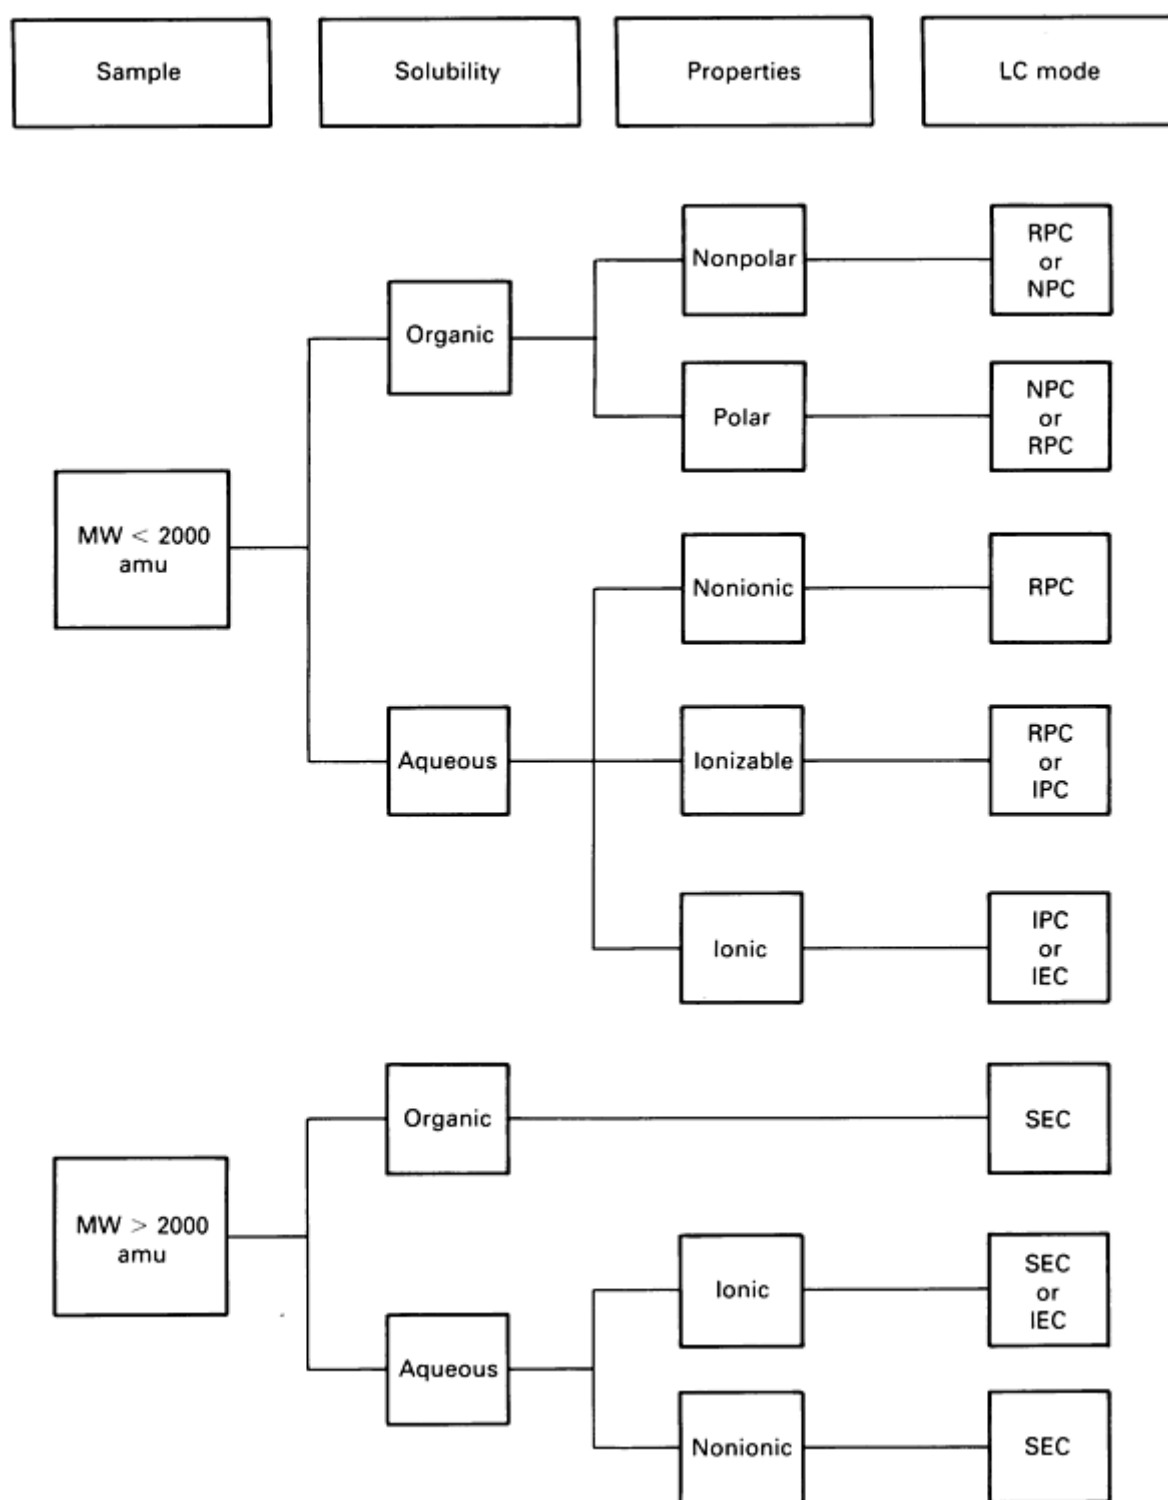 Sample
Solubility
Properties
LC mode
Nonpolar
RPC
or
NPC
Organic
Polar
NPC
or
RPC
MW < 2000
amu
Nonionic
RPC
Aqueous
Ionizable
RPC
or
IPC
Ionic
IPC
or
IEC
Organic
SEC
MW > 2000
amu
Ionic
SEC
or
IEC
Aqueous
Nonionic
SEC